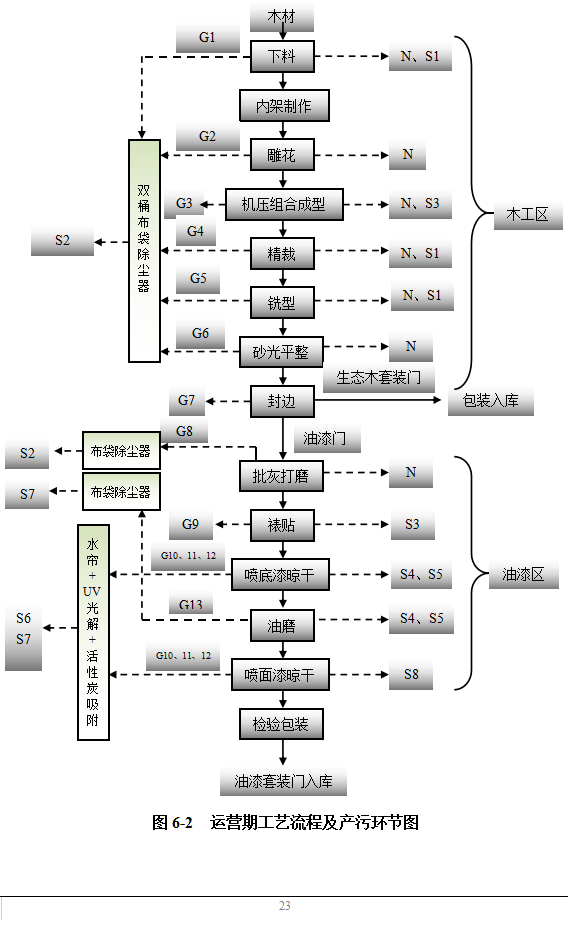 木材
G1
下料
N、S1
内架制作
G2
雕花
N
双桶布袋除尘器
G3
机压组合成型
N、S3
木工区
S2
G4
精裁
N、S1
G5
铣型
N、S1
G6
砂光平整
N
生态木套装门
G7
封边
包装入库
G8
油漆门
S2
布袋除尘器
批灰打磨
N
S7
布袋除尘器
G9
裱贴
S3
水帘+UV光解+活性炭吸附
G10、11、12
喷底漆晾干
S4、S5
油漆区
G13
油磨
S4、S5
S6
S7
G10、11、12
喷面漆晾干
S8
检验包装
油漆套装门入库
图 6-2 运营期工艺流程及产污环节图
23